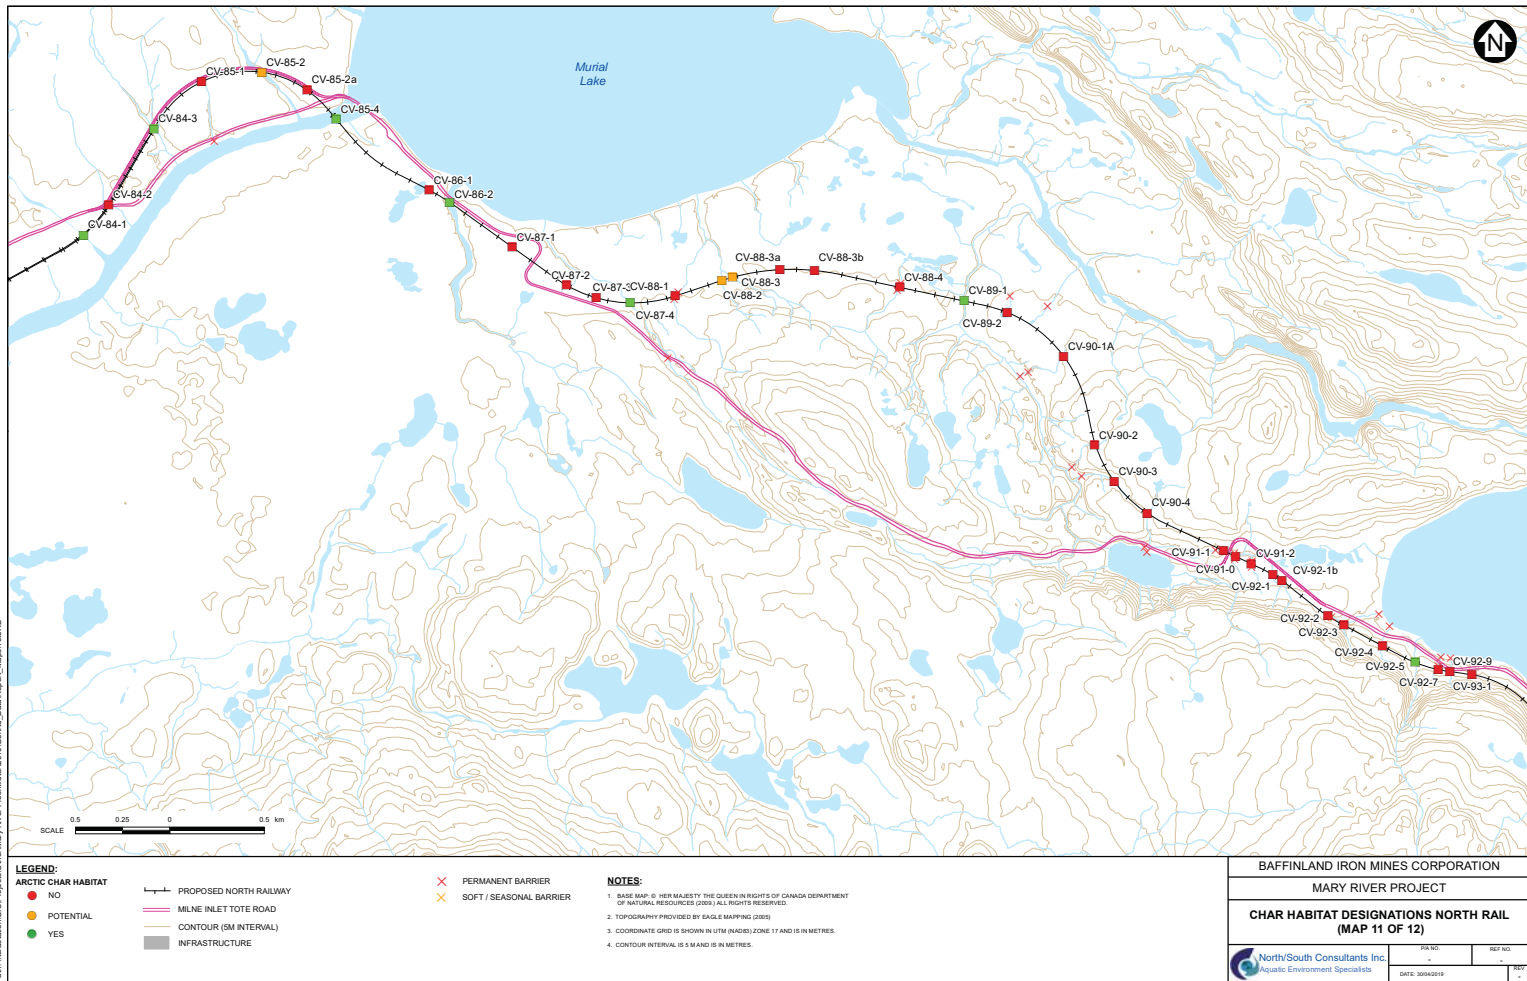 Murial
Lake
N
CV-85-1
CV-85-2
CV-85-2a
CV-85-4
CV-84-3
CV-84-2
CV-84-1
CV-86-1
CV-86-2
CV-87-1
CV-87-2
CV-88-1
CV-87-4
CV-88-3a
CV-88-3b
CV-88-3
CV-88-2
CV-88-4
CV-89-1
CV-89-2
CV-90-1A
CV-90-2
CV-90-3
CV-90-4
CV-91-1
CV-91-0
CV-91-2
CV-92-1b
CV-92-1
CV-92-2
CV-92-3
CV-92-4
CV-92-5
CV-92-7
CV-92-9
CV-93-1
SCALE 0.5 0.25 0 0.5 km
LEGEND:
ARCTIC CHAR HABITAT
NO
POTENTIAL
YES
PROPOSED NORTH RAILWAY
MILNE INLET TOTE ROAD
CONTOUR (5M INTERVAL)
INFRASTRUCTURE
PERMANENT BARRIER
SOFT / SEASONAL BARRIER
NOTES:
1. BASE MAP: © HER MAJESTY THE QUEEN IN RIGHTS OF CANADA DEPARTMENT
OF NATURAL RESOURCES (2009.) ALL RIGHTS RESERVED.
2. TOPOGRAPHY PROVIDED BY EAGLE MAPPING (2005)
3. COORDINATE GRID IS SHOWN IN UTM (NAD83) ZONE 17 AND IS IN METRES.
4. CONTOUR INTERVAL IS 5 M AND IS IN METRES.
BAFFINLAND IRON MINES CORPORATION
MARY RIVER PROJECT
CHAR HABITAT DESIGNATIONS NORTH RAIL
(MAP 11 OF 12)
North/South Consultants Inc.
Aquatic Environment Specialists
P/A NO.
-
REF NO.
-
DATE: 30/04/2019
REV
-